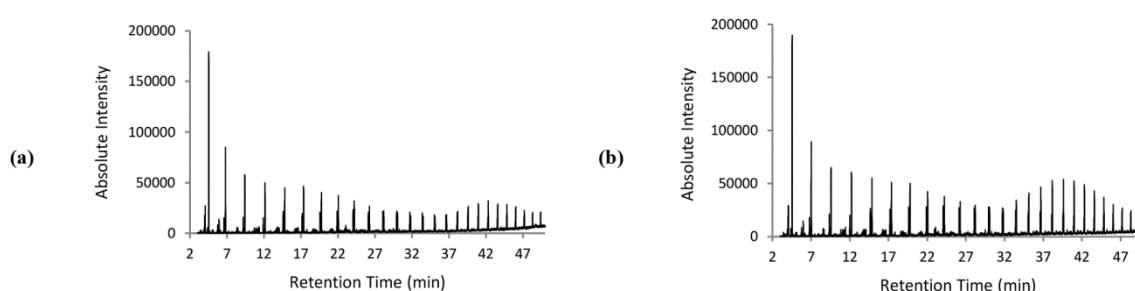 (a)
Absolute Intensity
200000
150000
100000
50000
0
2 7 12 17 22 27 32 37 42 47
Retention Time (min)
(b)
Absolute Intensity
200000
150000
100000
50000
0
2 7 12 17 22 27 32 37 42 47
Retention Time (min)